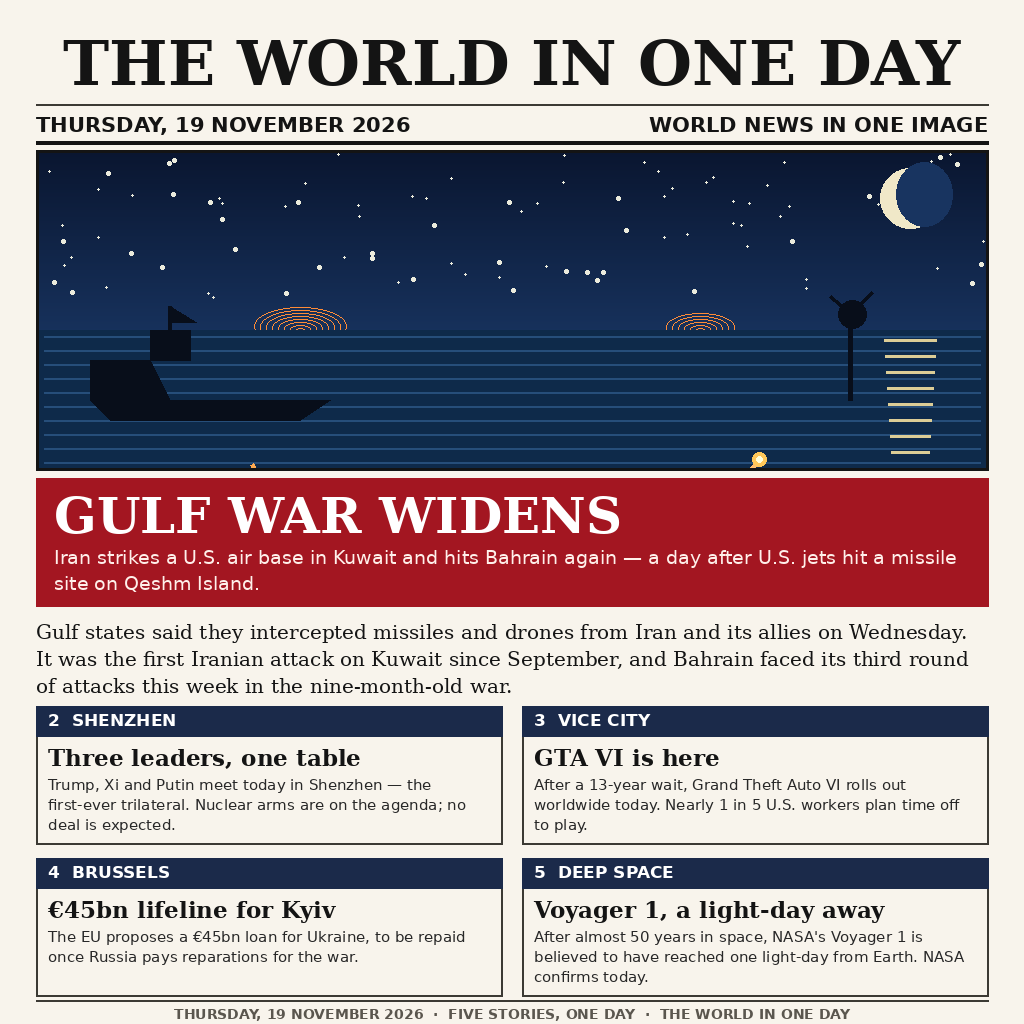 THE WORLD IN ONE DAY
THURSDAY, 19 NOVEMBER 2026
WORLD NEWS IN ONE IMAGE
GULF WAR WIDENS
Iran strikes a U.S. air base in Kuwait and hits Bahrain again — a day after U.S. jets hit a missile
site on Qeshm Island.
Gulf states said they intercepted missiles and drones from Iran and its allies on Wednesday.
It was the first Iranian attack on Kuwait since September, and Bahrain faced its third round
of attacks this week in the nine-month-old war.
2 SHENZHEN
Three leaders, one table
Trump, Xi and Putin meet today in Shenzhen — the
first-ever trilateral. Nuclear arms are on the agenda; no
deal is expected.
3 VICE CITY
GTA VI is here
After a 13-year wait, Grand Theft Auto VI rolls out
worldwide today. Nearly 1 in 5 U.S. workers plan time off
to play.
4 BRUSSELS
€45bn lifeline for Kyiv
The EU proposes a €45bn loan for Ukraine, to be repaid
once Russia pays reparations for the war.
5 DEEP SPACE
Voyager 1, a light-day away
After almost 50 years in space, NASA's Voyager 1 is
believed to have reached one light-day from Earth. NASA
confirms today.
THURSDAY, 19 NOVEMBER 2026 · FIVE STORIES, ONE DAY · THE WORLD IN ONE DAY